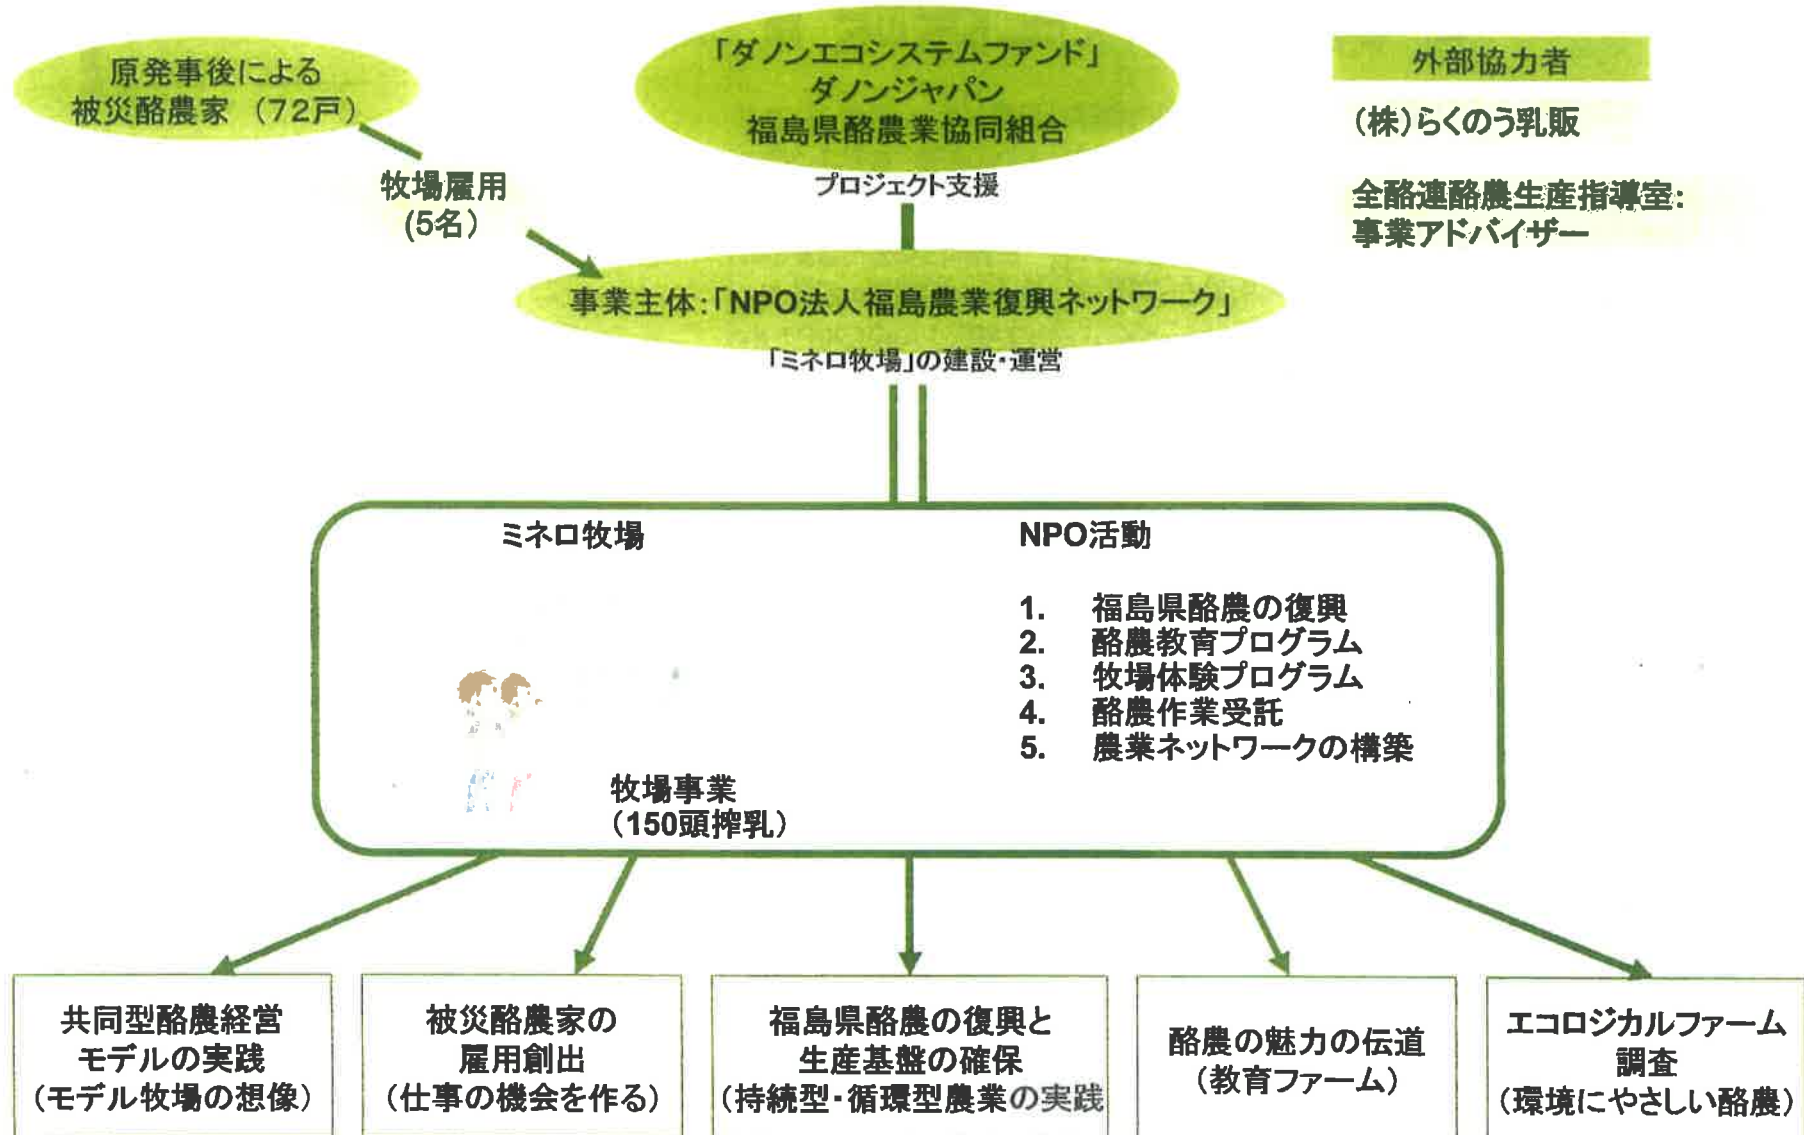 原発事後による
被災酪農家 (72戸)
「ダノンエコシステムファンド」
ダノンジャパン
福島県酪農業協同組合
プロジェクト支援
外部協力者
(株)らくのう乳販
全酪連酪農生産指導室:
事業アドバイザー
牧場雇用
(5名)
事業主体:「NPO法人福島農業復興ネットワーク」
「ミネロ牧場」の建設・運営
ミネロ牧場
牧場事業
(150頭搾乳)
NPO活動
1. 福島県酪農の復興
2. 酪農教育プログラム
3. 牧場体験プログラム
4. 酪農作業受託
5. 農業ネットワークの構築
共同型酪農経営
モデルの実践
(モデル牧場の想像)
被災酪農家の
雇用創出
(仕事の機会を作る)
福島県酪農の復興と
生産基盤の確保
(持続型・循環型農業の実践
酪農の魅力の伝道
(教育ファーム)
エコロジカルファーム
調査
(環境にやさしい酪農)